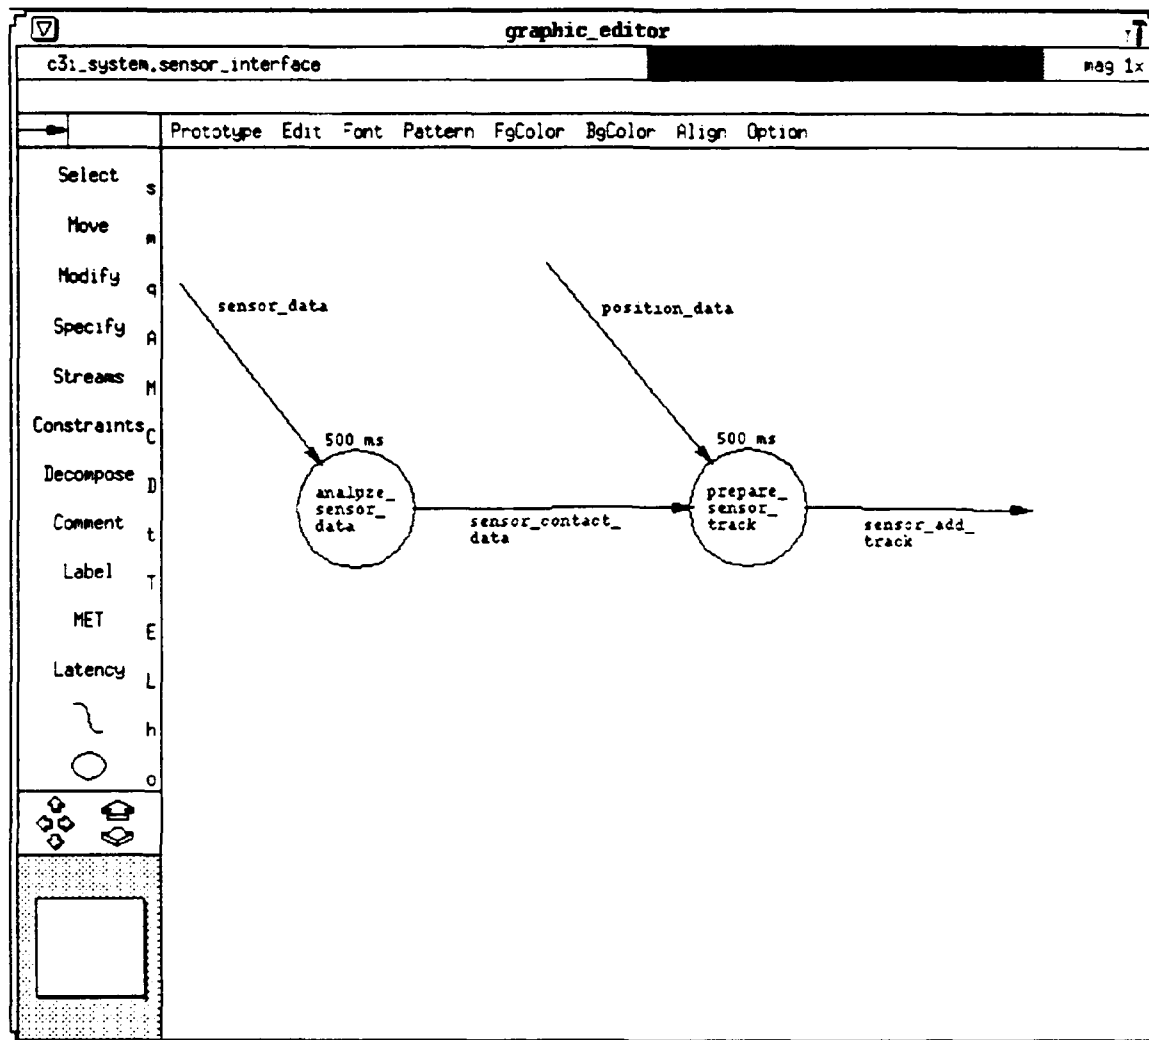 graphic_editor
c3i_system.sensor_interface
mag 1x
Prototype Edit Font Pattern FgColor BgColor Align Option
Select s
Move m
Modify q
Specify A
Streams M
Constraints C
Decompose D
Comment t
Label T
MET E
Latency L
h
o
sensor_data
position_data
500 ms
analyze_
sensor_
data
sensor_contact_
data
500 ms
prepare_
sensor_
track
sensor_add_
track